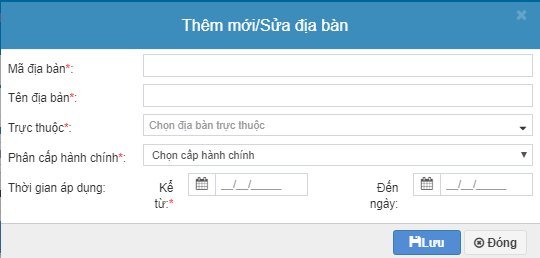 Thêm mới/Sửa địa bàn
Mã địa bàn*:
Tên địa bàn*:
Trực thuộc*: Chọn địa bàn trực thuộc
Phân cấp hành chính*: Chọn cấp hành chính
Thời gian áp dụng: Kể từ:* __/__/____ Đến ngày: __/__/____
Lưu Đóng